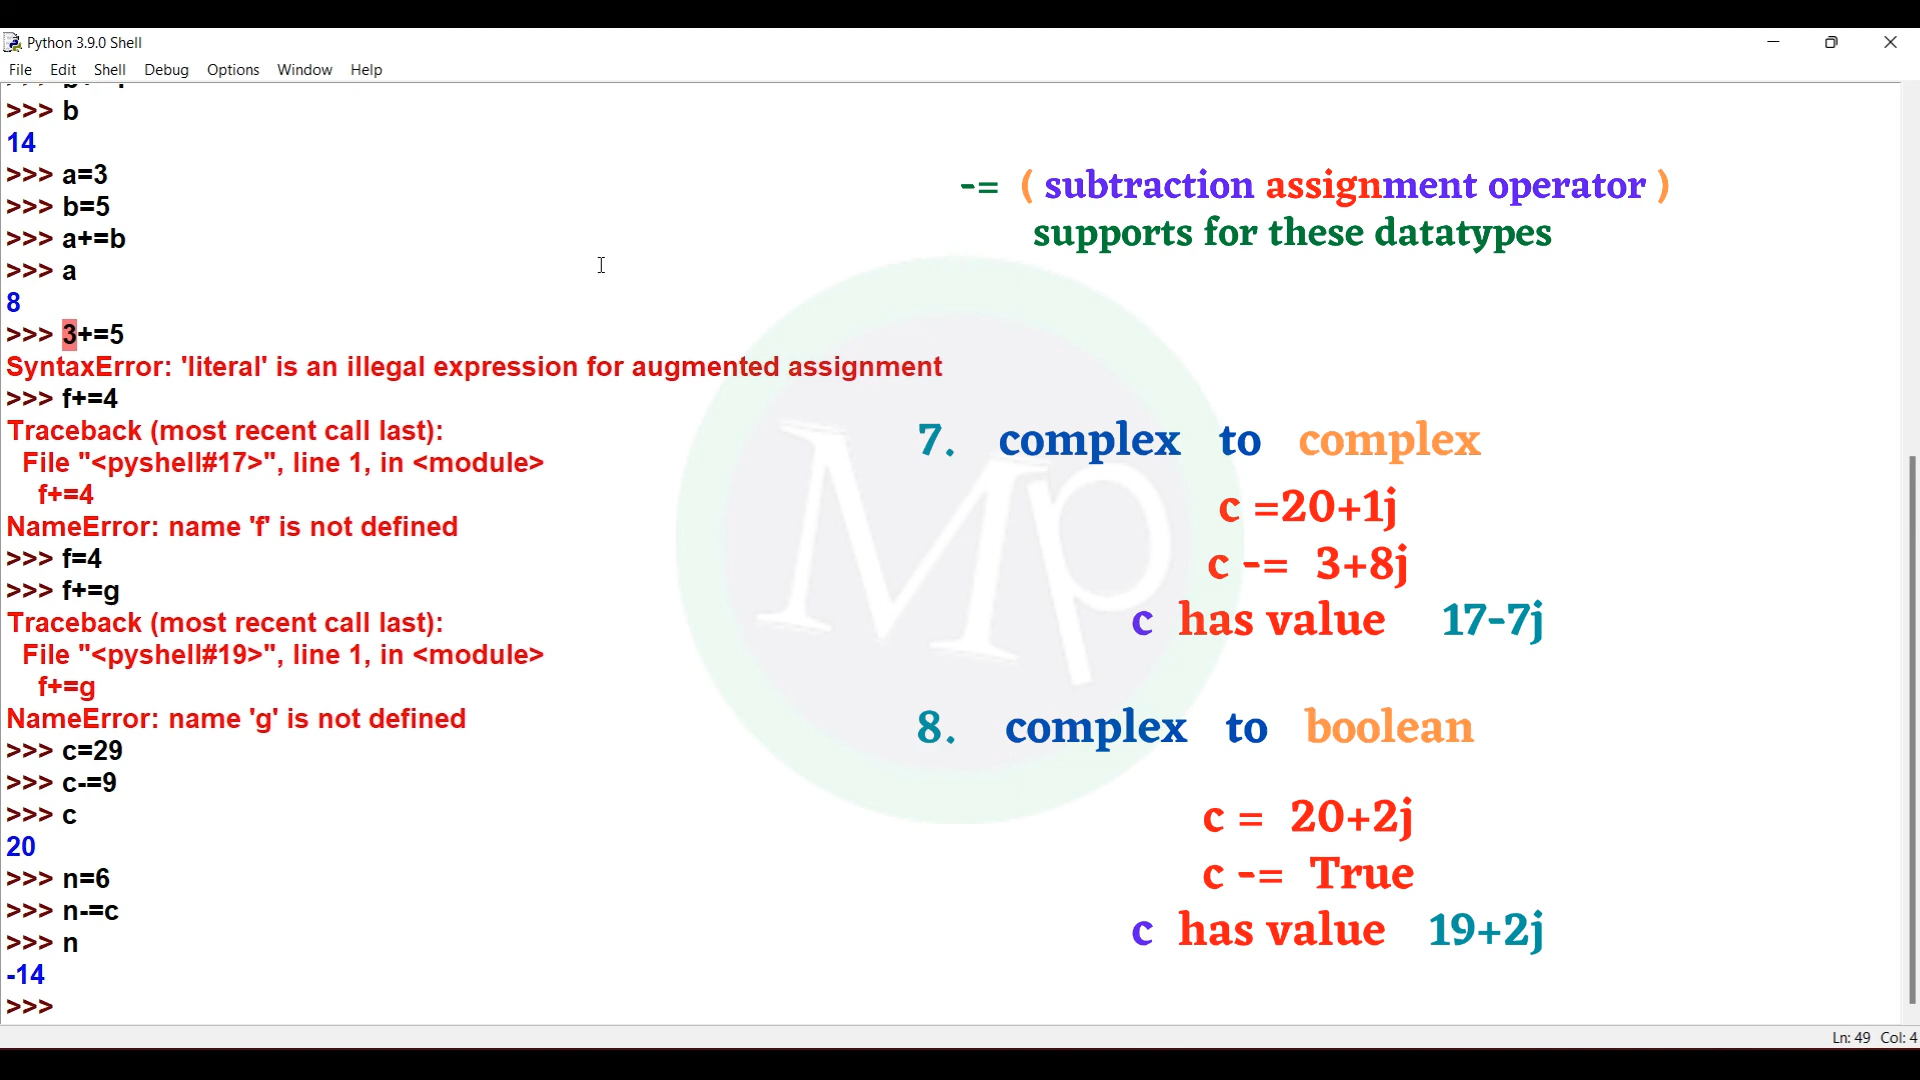 Python 3.9.0 Shell
File Edit Shell Debug Options Window Help
>>> b
14
>>> a=3
>>> b=5
>>> a+=b
>>> a
8
>>> 3+=5
SyntaxError: 'literal' is an illegal expression for augmented assignment
>>> f+=4
Traceback (most recent call last):
File "<pyshell#17>", line 1, in <module>
f+=4
NameError: name 'f' is not defined
>>> f=4
>>> f+=g
Traceback (most recent call last):
File "<pyshell#19>", line 1, in <module>
f+=g
NameError: name 'g' is not defined
>>> c=29
>>> c-=9
>>> c
20
>>> n=6
>>> n-=c
>>> n
-14
>>>
-= ( subtraction assignment operator )
supports for these datatypes
7. complex to complex
c =20+1j
c -= 3+8j
c has value 17-7j
8. complex to boolean
c = 20+2j
c -= True
c has value 19+2j
Mp
Ln: 49 Col: 4